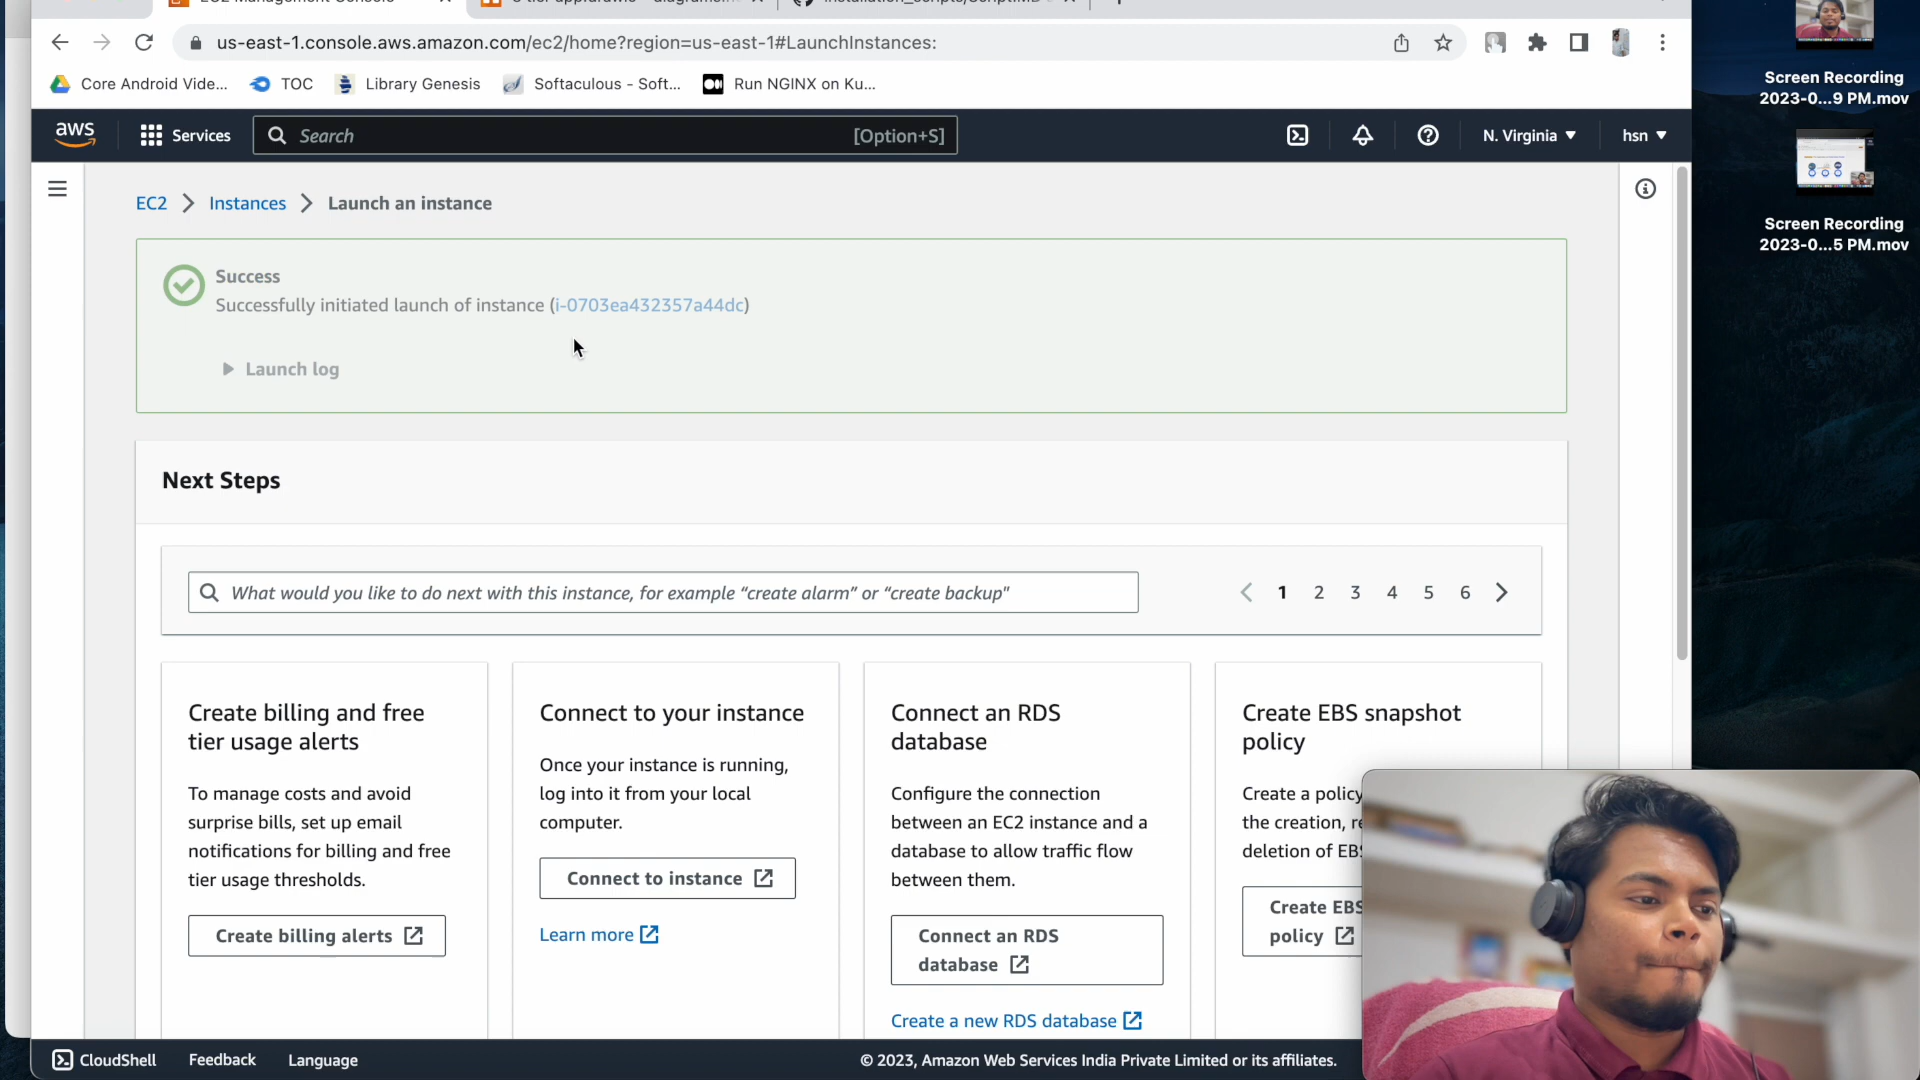 us-east-1.console.aws.amazon.com/ec2/home?region=us-east-1#LaunchInstances:
Core Android Vide...
TOC
Library Genesis
Softaculous - Soft...
Run NGINX on Ku...
Screen Recording
2023-0...9 PM.mov
aws
Services
Search
[Option+S]
N. Virginia
hsn
EC2
Instances
Launch an instance
Screen Recording
2023-0...5 PM.mov
Success
Successfully initiated launch of instance (i-0703ea432357a44dc)
Launch log
Next Steps
What would you like to do next with this instance, for example “create alarm” or “create backup"
1 2 3 4 5 6
Create billing and free
tier usage alerts
To manage costs and avoid
surprise bills, set up email
notifications for billing and free
tier usage thresholds.
Create billing alerts
Connect to your instance
Once your instance is running,
log into it from your local
computer.
Connect to instance
Learn more
Connect an RDS
database
Configure the connection
between an EC2 instance and a
database to allow traffic flow
between them.
Connect an RDS
database
Create a new RDS database
Create EBS snapshot
policy
Create a policy
the creation,
deletion of
Create
policy
CloudShell
Feedback
Language
© 2023, Amazon Web Services India Private Limited or its affiliates.